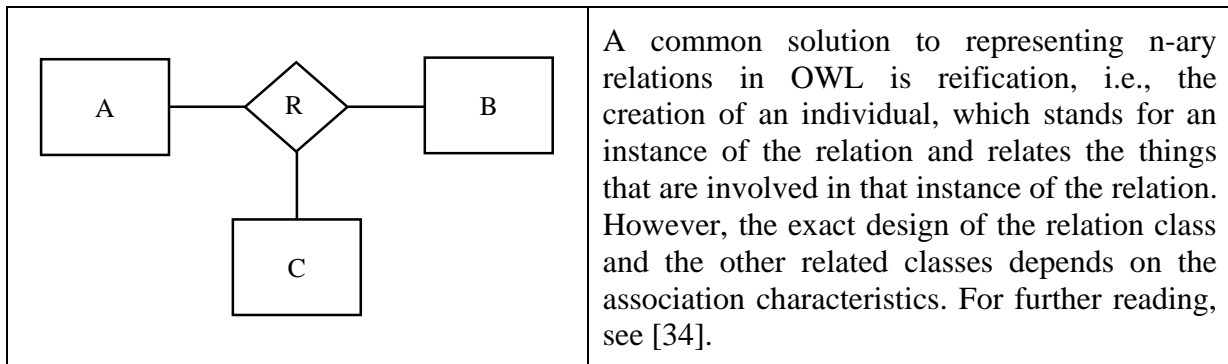 A
R
B
C
A common solution to representing n-ary
relations in OWL is reification, i.e., the
creation of an individual, which stands for an
instance of the relation and relates the things
that are involved in that instance of the relation.
However, the exact design of the relation class
and the other related classes depends on the
association characteristics. For further reading,
see [34].